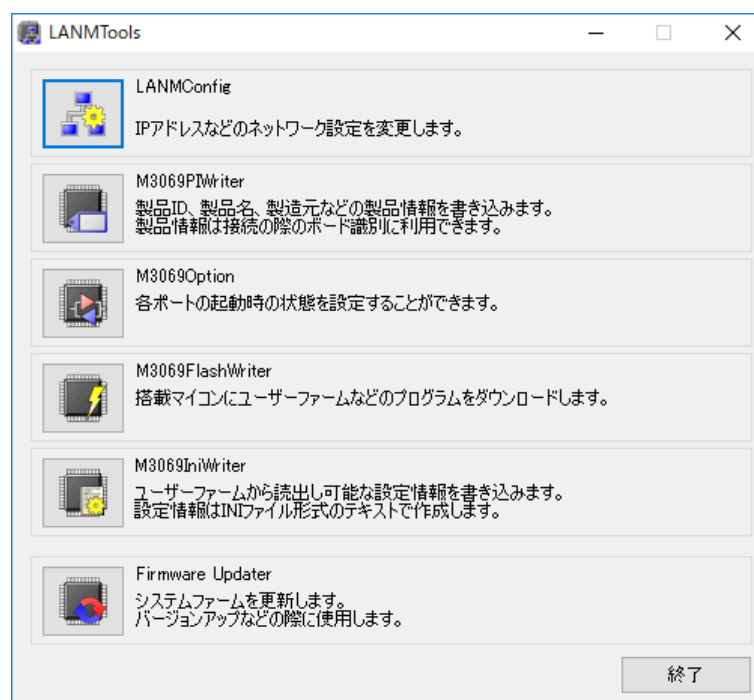 LANMTools
LANMConfig
IPアドレスなどのネットワーク設定を変更します。
M3069PIWriter
製品ID、製品名、製造元などの製品情報を書き込みます。
製品情報は接続の際のボード識別に利用できます。
M3069Option
各ポートの起動時の状態を設定することができます。
M3069FlashWriter
搭載マイコンにユーザーファームなどのプログラムをダウンロードします。
M3069IniWriter
ユーザーファームから読出し可能な設定情報を書き込みます。
設定情報はINIファイル形式のテキストで作成します。
Firmware Updater
システムファームを更新します。
バージョンアップなどの際に使用します。
終了